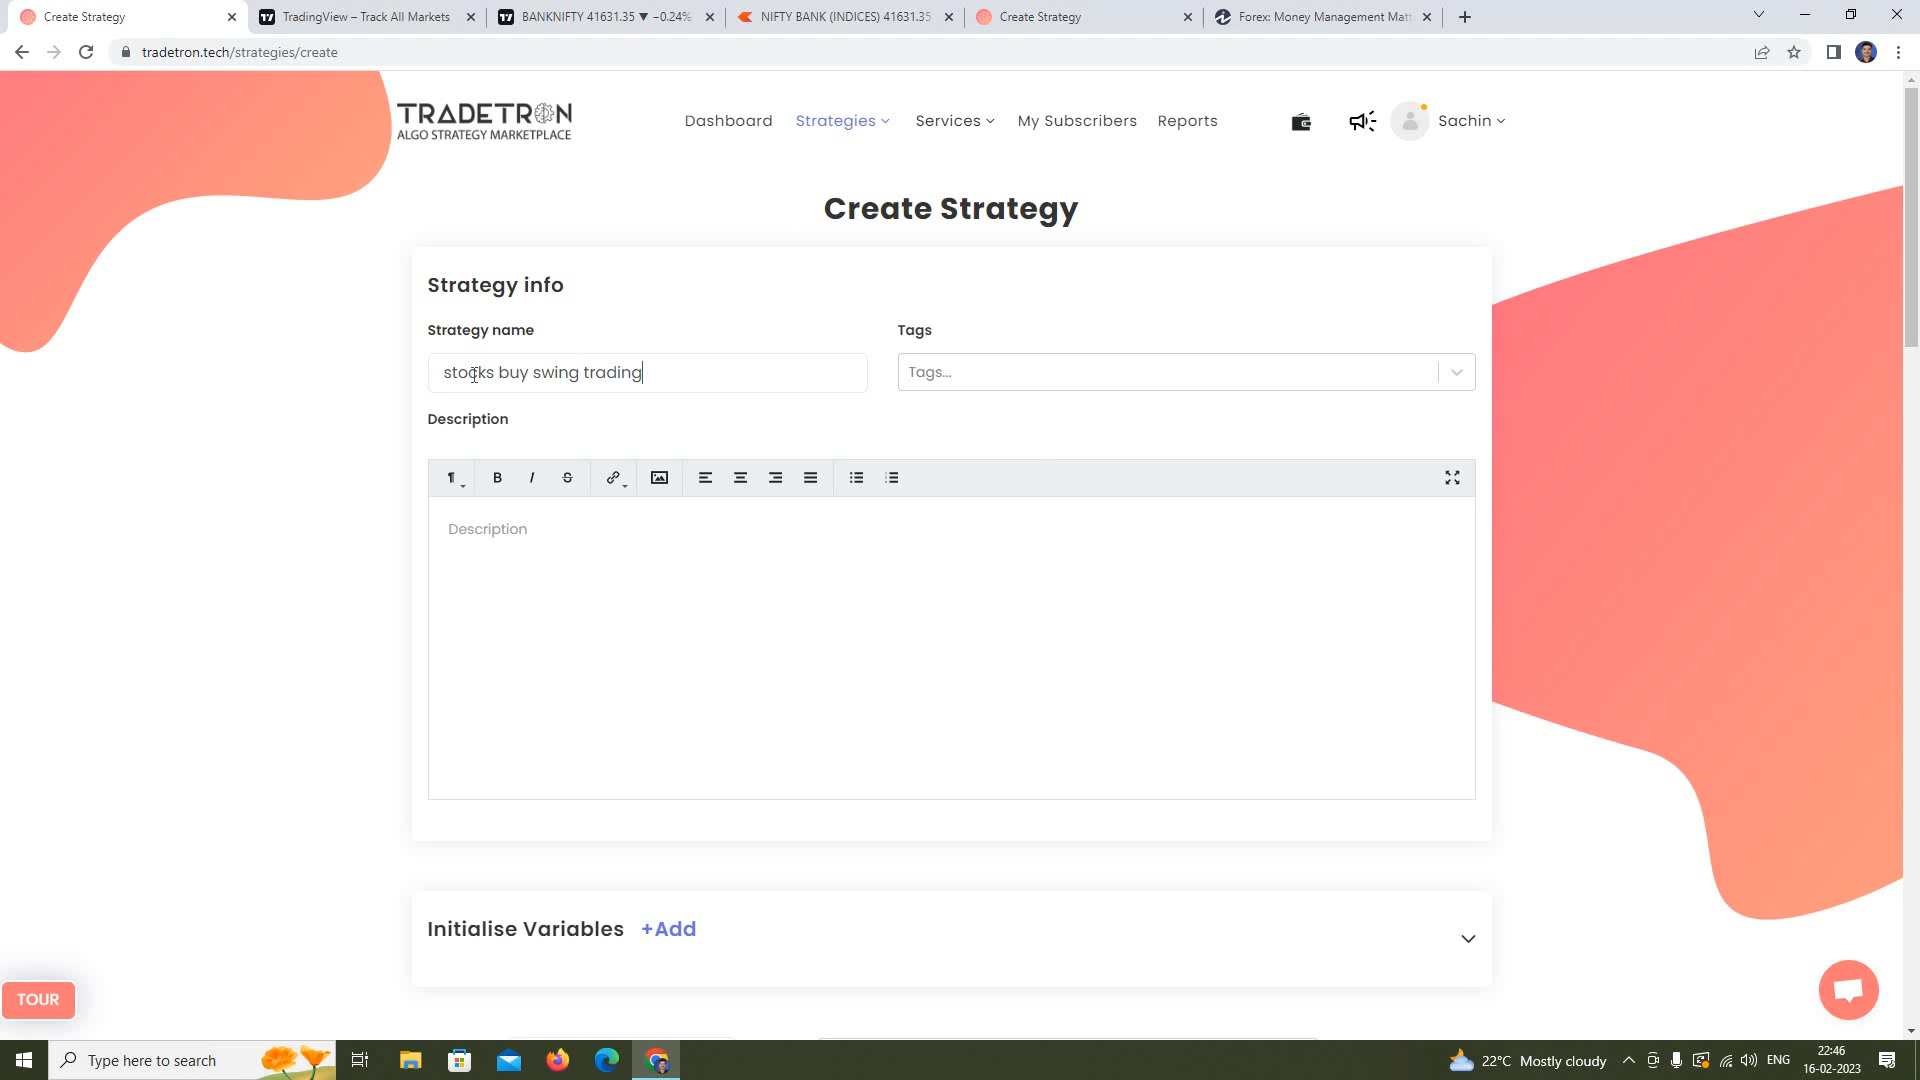 Create Strategy
TradingView – Track All Markets
BANKNIFTY 41631.35 ▼ −0.24%
NIFTY BANK (INDICES) 41631.35
Create Strategy
Forex: Money Management Matt
tradetron.tech/strategies/create
TRADETRON
ALGO STRATEGY MARKETPLACE
Dashboard
Strategies
Services
My Subscribers
Reports
Sachin
Create Strategy
Strategy info
Strategy name
Tags
stocks buy swing trading
Tags...
Description
Description
Initialise Variables +Add
TOUR
Type here to search
22°C Mostly cloudy
ENG
22:46
16-02-2023